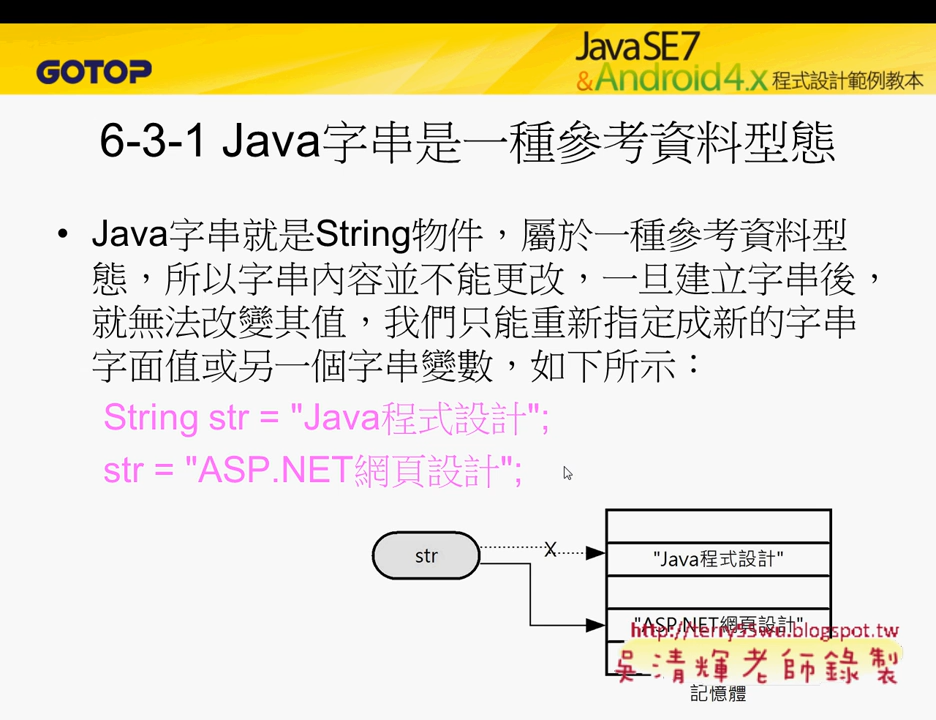 GOTOP
Java SE7
&Android4.x 程式設計範例教本
6-3-1 Java字串是一種參考資料型態
• Java字串就是String物件，屬於一種參考資料型
態，所以字串內容並不能更改，一旦建立字串後，
就無法改變其值，我們只能重新指定成新的字串
字面值或另一個字串變數，如下所示：
String str = "Java程式設計";
str = "ASP.NET網頁設計";
str
X
"Java程式設計"
"ASP.NET網頁設計"
http://terry55wu.blogspot.tw
吳清輝老師錄製
記憶體